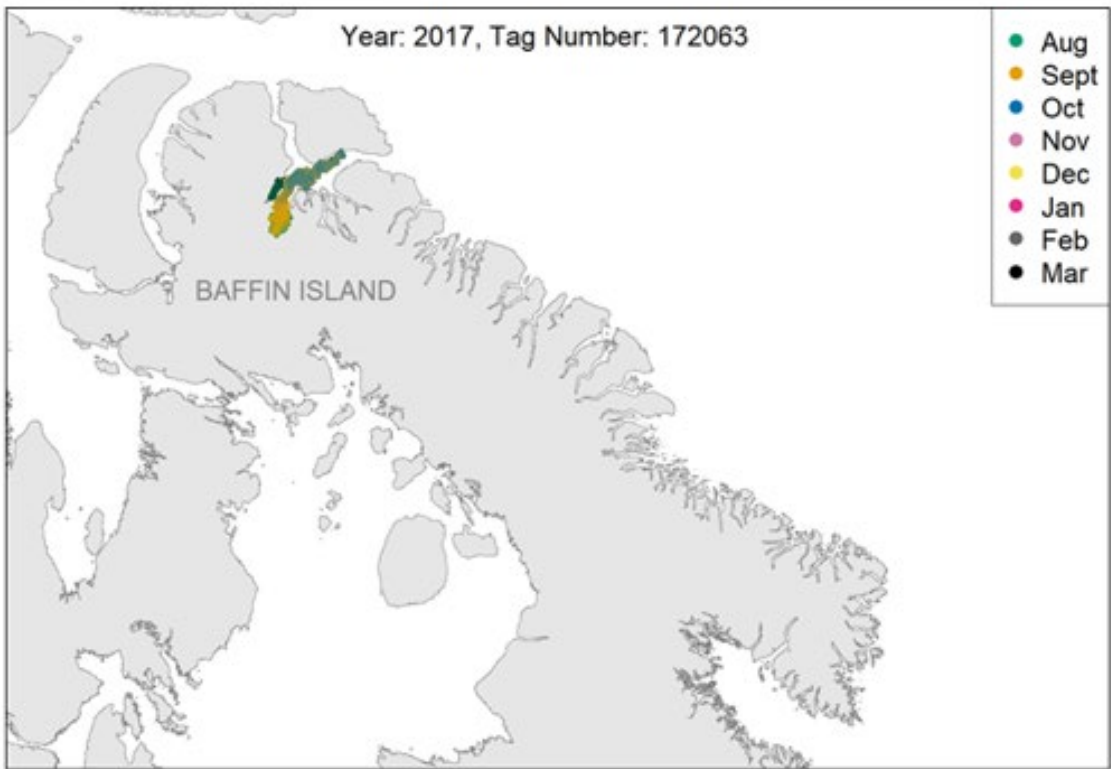 Year: 2017, Tag Number: 172063
Aug
Sept
Oct
Nov
Dec
Jan
Feb
Mar
BAFFIN ISLAND